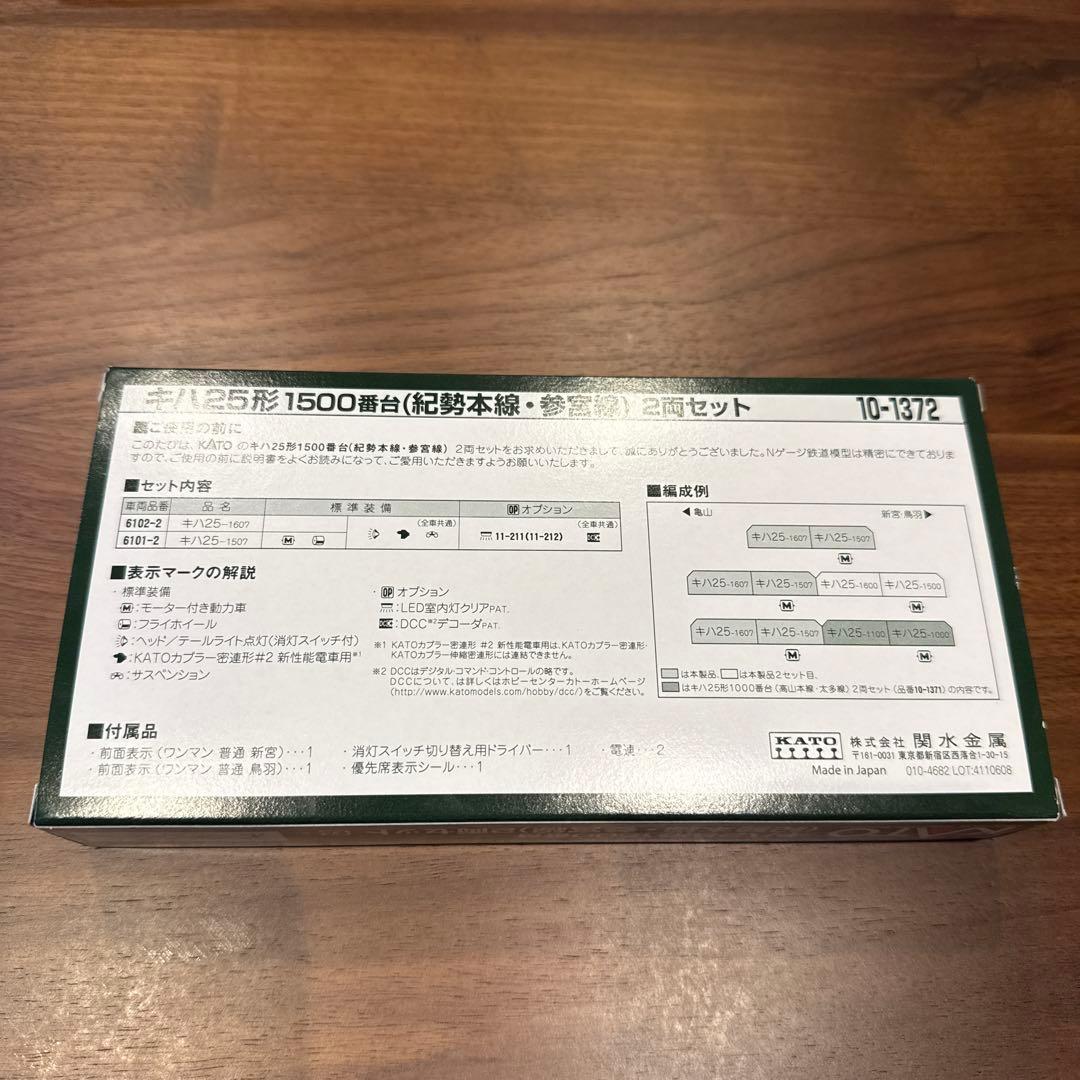 キハ25形1500番台(紀勢本線・参宮線) 2両セット 10-1372
■ご使用の前に
このたびは、KATO のキハ25形1500番台(紀勢本線・参宮線) 2両セットをお求めいただきまして、誠にありがとうございました。Nゲージ鉄道模型は精密にできておりま
すので、ご使用の前に説明書をよくお読みになって、ご愛用いただきますようお願いいたします。
■セット内容
車両品番 品名 標準装備 OP オプション
6102-2 キハ25-1607 (全車共通) (全車共通)
6101-2 キハ25-1507 M 11-211(11-212) DCC
■表示マークの解説
・標準装備
M:モーター付き動力車
:フライホイール
:ヘッド/テールライト点灯(消灯スイッチ付)
:KATOカプラー密連形#2 新性能電車用※1
:サスペンション
・OP オプション
:LED室内灯クリアPAT.
DCC:DCC※2デコーダPAT.
※1 KATOカプラー密連形 #2 新性能電車用は、KATOカプラー密連形・
KATOカプラー伸縮密連形には連結できません。
※2 DCCはデジタル・コマンド・コントロールの略です。
DCCについて、は詳しくはホビーセンターカトーホームページ
(http://www.katomodels.com/hobby/dcc/)をご覧ください。
■編成例
◀亀山 新宮・鳥羽▶
キハ25-1607 キハ25-1507
M
キハ25-1607 キハ25-1507 キハ25-1600 キハ25-1500
M M
キハ25-1607 キハ25-1507 キハ25-1100 キハ25-1000
M M
は本製品、は本製品2セット目、
はキハ25形1000番台(高山本線・太多線) 2両セット(品番10-1371)の内容です。
■付属品
・前面表示(ワンマン 普通 新宮)・・・1 ・消灯スイッチ切り替え用ドライバー・・・1 ・電連・・・2
・前面表示(ワンマン 普通 鳥羽)・・・1 ・優先席表示シール・・・1
KATO 株式会社 関水金属
〒161-0031 東京都新宿区西落合1-30-15
Made in Japan 010-4682 LOT:4110608